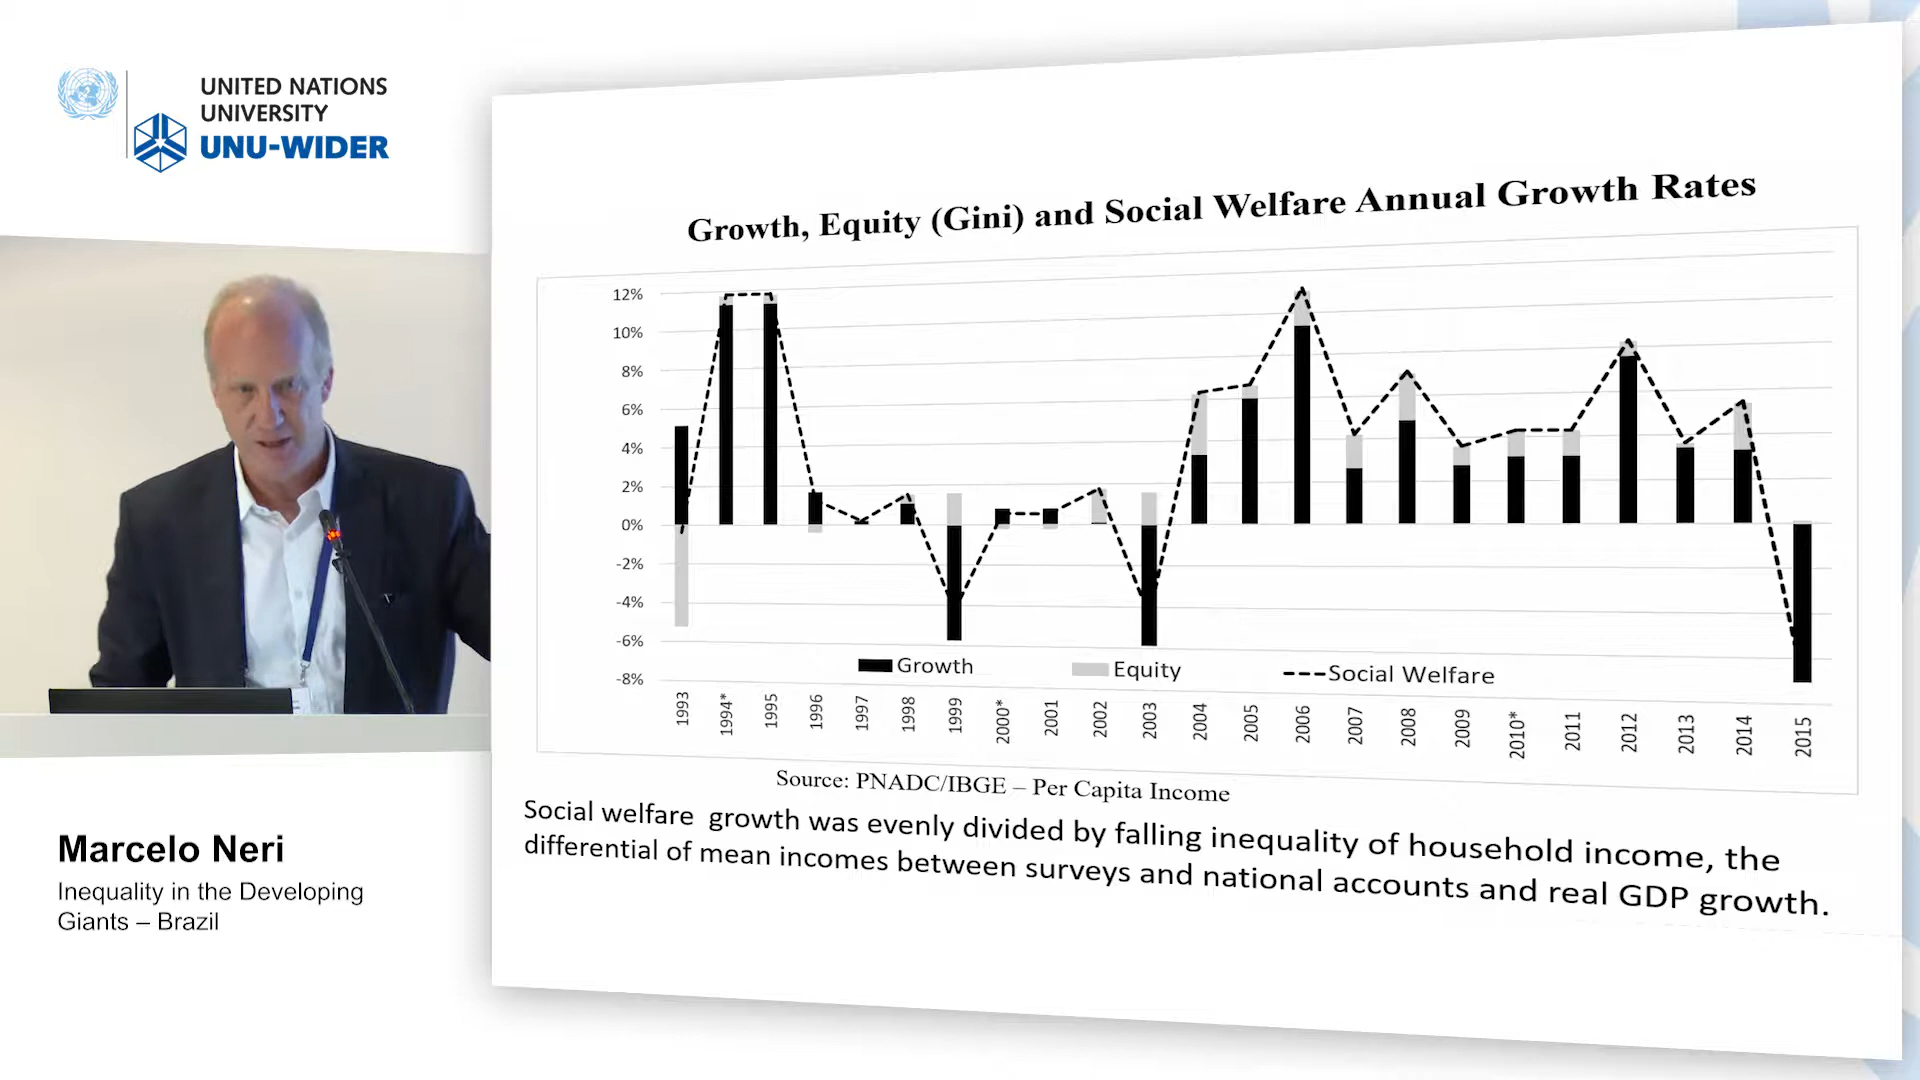 UNITED NATIONS
UNIVERSITY
UNU-WIDER
Growth, Equity (Gini) and Social Welfare Annual Growth Rates
12%
10%
8%
6%
4%
2%
0%
-2%
-4%
-6%
-8%
Growth
Equity
Social Welfare
1993
1994*
1995
1996
1997
1998
1999
2000*
2001
2002
2003
2004
2005
2006
2007
2008
2009
2010*
2011
2012
2013
2014
2015
Source: PNADC/IBGE – Per Capita Income
Social welfare growth was evenly divided by falling inequality of household income, the
differential of mean incomes between surveys and national accounts and real GDP growth.
Marcelo Neri
Inequality in the Developing
Giants – Brazil